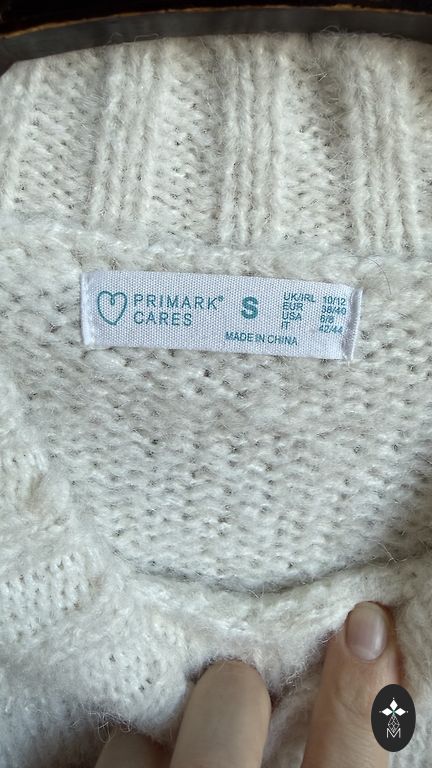 PRIMARK®
CARES
S
UK/IRL 10/12
EUR 38/40
USA 6/8
IT 42/44
MADE IN CHINA
M